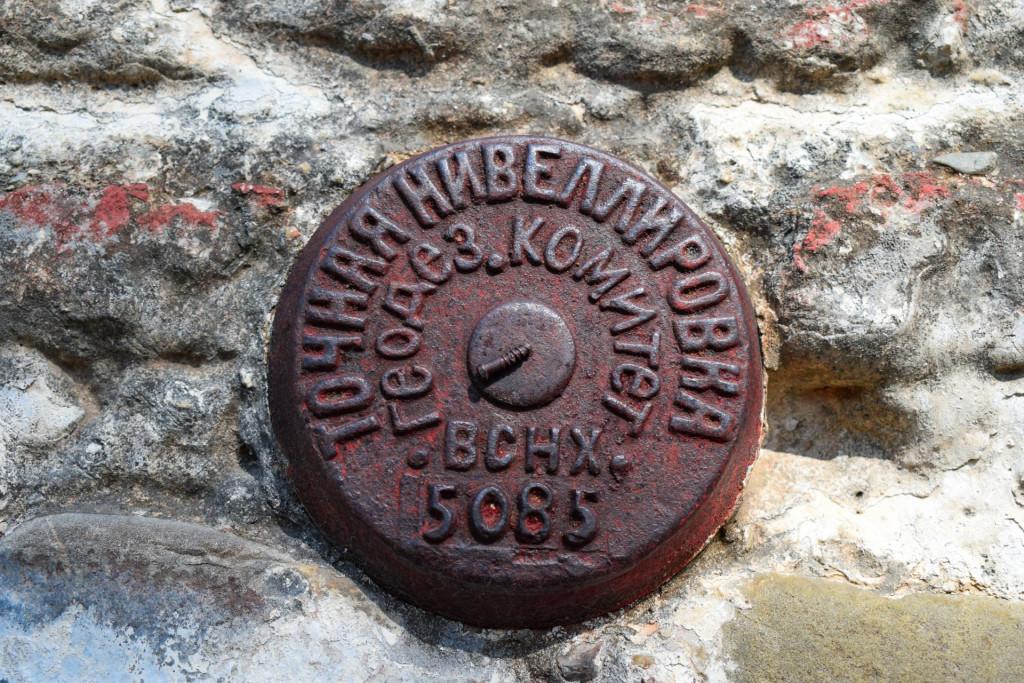 ТОЧНАЯ НИВЕЛЛИРОВКА
ГЕОДЕЗ. КОМИТЕТ
. ВСНХ .
5085